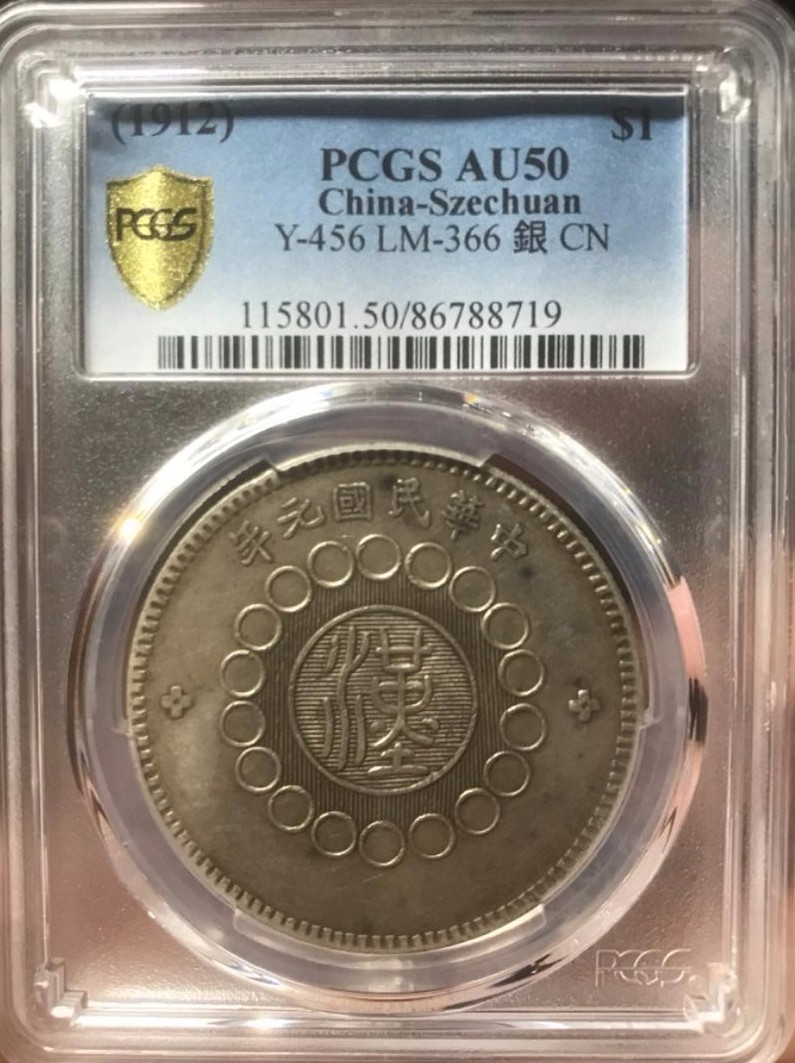 (1912) $1
PCGS AU50
China-Szechuan
Y-456 LM-366 銀 CN
PCGS
115801.50/86788719
中華民國元年
漢
PCGS